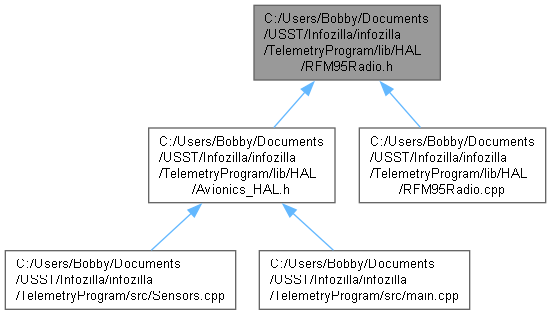 C:/Users/Bobby/Documents
/USST/Infozilla/infozilla
/TelemetryProgram/lib/HAL
/RFM95Radio.h
C:/Users/Bobby/Documents
/USST/Infozilla/infozilla
/TelemetryProgram/lib/HAL
/Avionics_HAL.h
C:/Users/Bobby/Documents
/USST/Infozilla/infozilla
/TelemetryProgram/lib/HAL
/RFM95Radio.cpp
C:/Users/Bobby/Documents
/USST/Infozilla/infozilla
/TelemetryProgram/src/Sensors.cpp
C:/Users/Bobby/Documents
/USST/Infozilla/infozilla
/TelemetryProgram/src/main.cpp